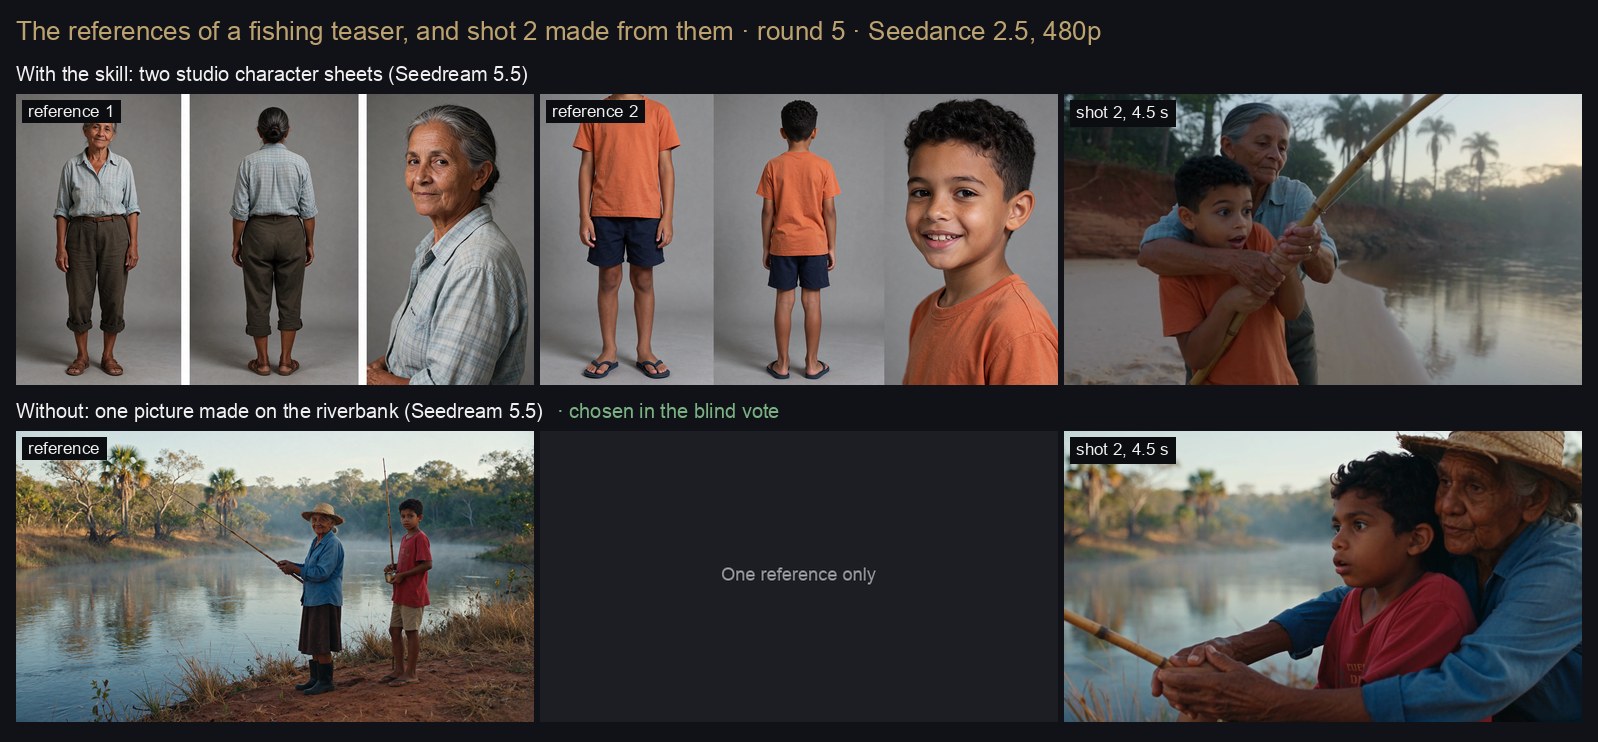 The references of a fishing teaser, and shot 2 made from them · round 5 · Seedance 2.5, 480p
With the skill: two studio character sheets (Seedream 5.5)
reference 1
reference 2
shot 2, 4.5 s
Without: one picture made on the riverbank (Seedream 5.5) · chosen in the blind vote
reference
One reference only
shot 2, 4.5 s